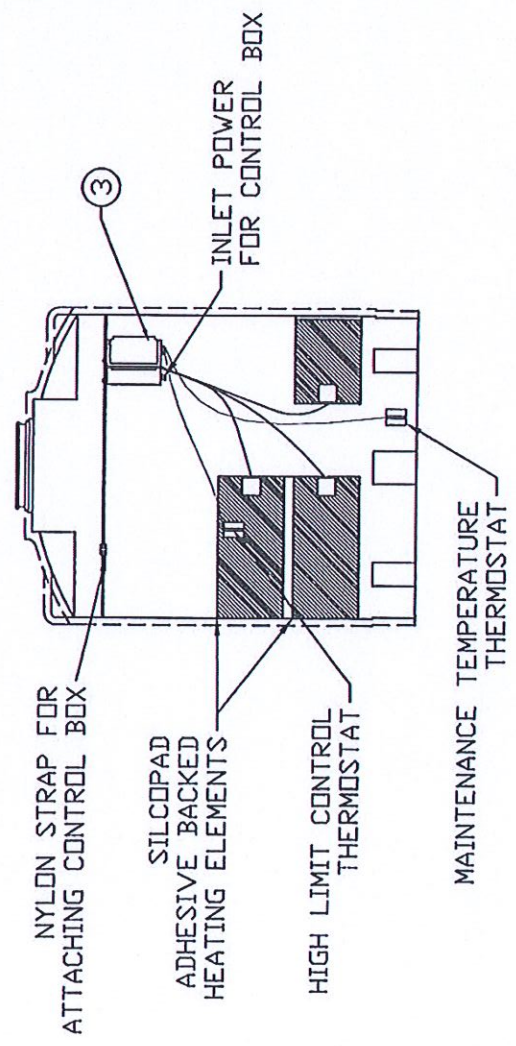 NYLON STRAP FOR
ATTACHING CONTROL BOX
SILCOPAD
ADHESIVE BACKED
HEATING ELEMENTS
HIGH LIMIT CONTROL
THERMOSTAT
MAINTENANCE TEMPERATURE
THERMOSTAT
3
INLET POWER
FOR CONTROL BOX